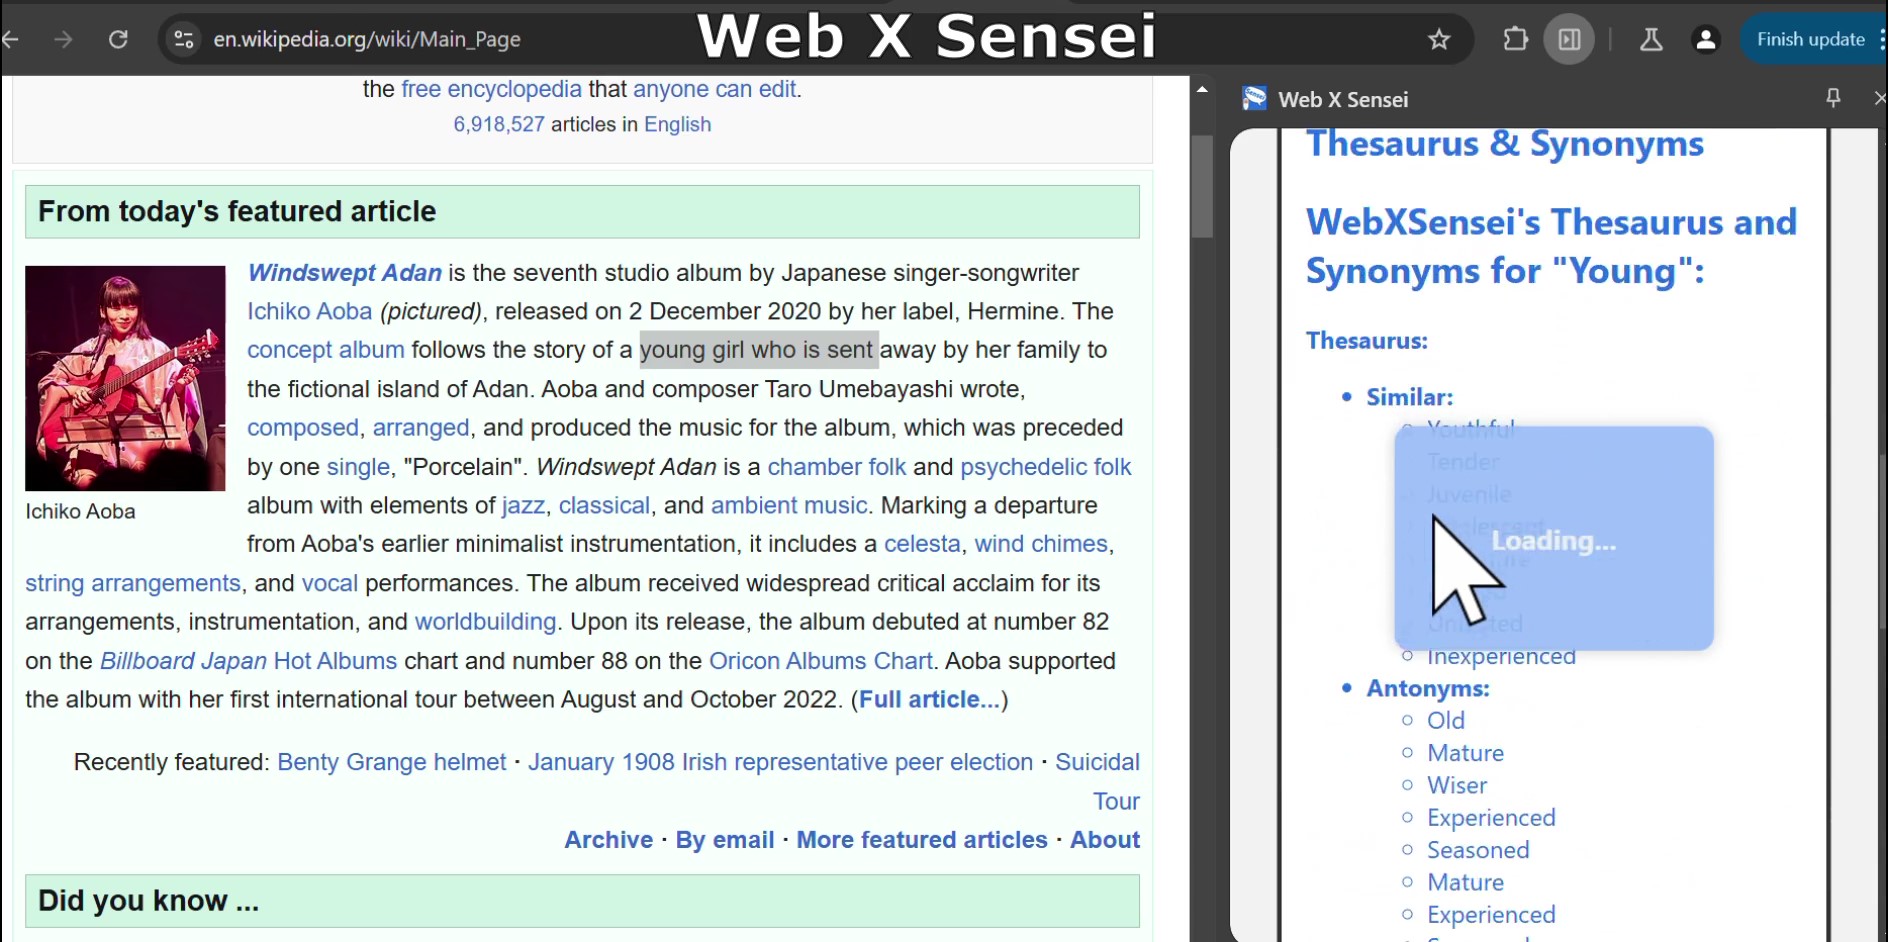 en.wikipedia.org/wiki/Main_Page
Web X Sensei
Finish update
the free encyclopedia that anyone can edit.
6,918,527 articles in English
From today's featured article
Windswept Adan is the seventh studio album by Japanese singer-songwriter
Ichiko Aoba (pictured), released on 2 December 2020 by her label, Hermine. The
concept album follows the story of a young girl who is sent away by her family to
the fictional island of Adan. Aoba and composer Taro Umebayashi wrote,
composed, arranged, and produced the music for the album, which was preceded
by one single, "Porcelain". Windswept Adan is a chamber folk and psychedelic folk
album with elements of jazz, classical, and ambient music. Marking a departure
from Aoba's earlier minimalist instrumentation, it includes a celesta, wind chimes,
string arrangements, and vocal performances. The album received widespread critical acclaim for its
arrangements, instrumentation, and worldbuilding. Upon its release, the album debuted at number 82
on the Billboard Japan Hot Albums chart and number 88 on the Oricon Albums Chart. Aoba supported
the album with her first international tour between August and October 2022. (Full article...)
Ichiko Aoba
Recently featured: Benty Grange helmet · January 1908 Irish representative peer election · Suicidal
Tour
Archive · By email · More featured articles · About
Did you know ...
Web X Sensei
Thesaurus & Synonyms
WebXSensei's Thesaurus and
Synonyms for "Young":
Thesaurus:
Similar:
Youthful
Tender
Juvenile
Loading...
Inexperienced
Antonyms:
Old
Mature
Wiser
Experienced
Seasoned
Mature
Experienced